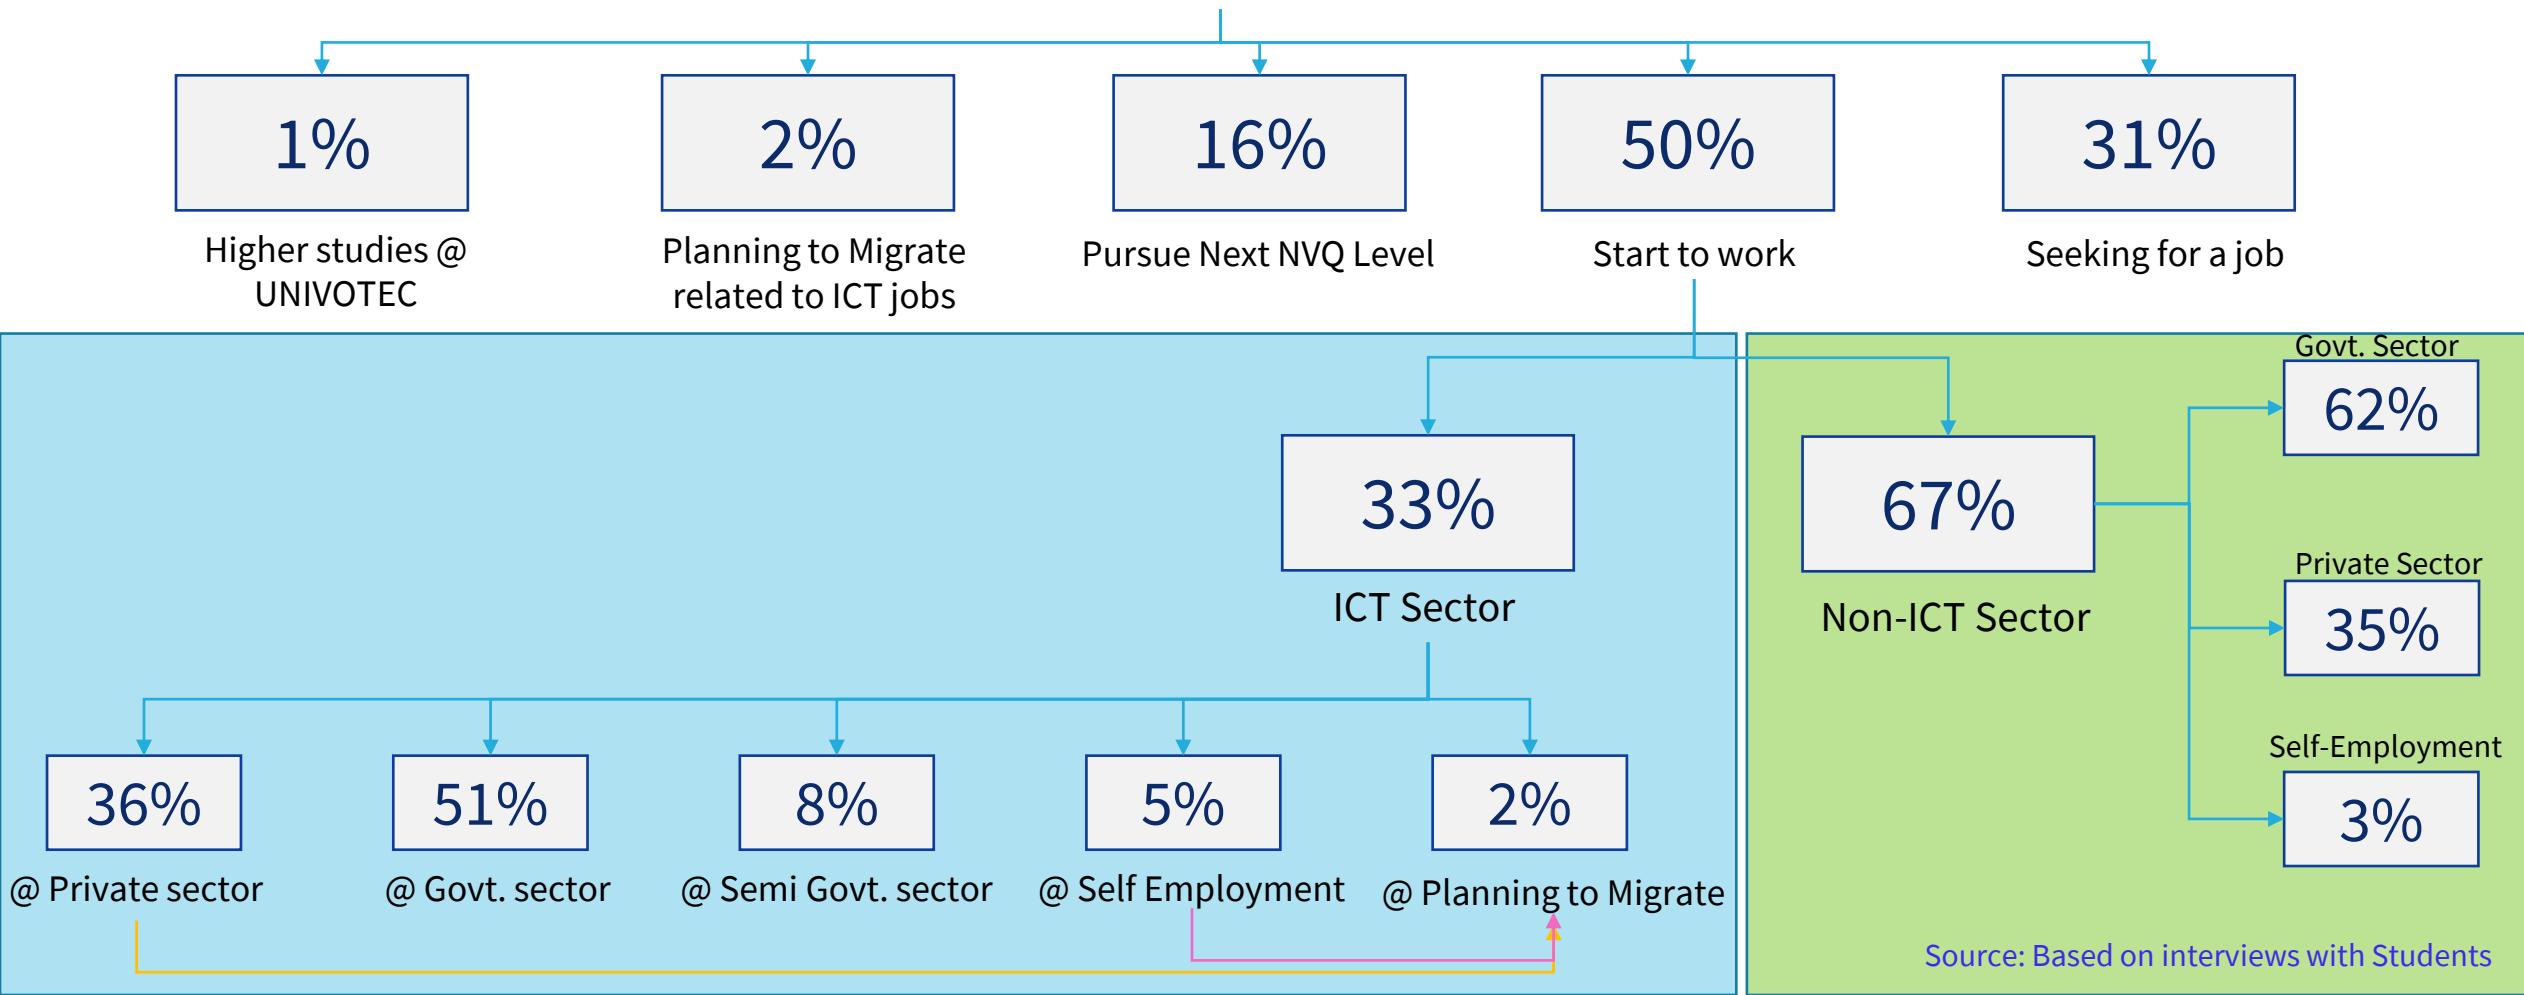 1%
2%
16%
50%
31%
Higher studies @
UNIVOTEC
Planning to Migrate
related to ICT jobs
Pursue Next NVQ Level
Start to work
Seeking for a job
33%
ICT Sector
67%
Non-ICT Sector
Govt. Sector
62%
Private Sector
35%
Self-Employment
3%
36%
51%
8%
5%
2%
@ Private sector
@ Govt. sector
@ Semi Govt. sector
@ Self Employment
@ Planning to Migrate
Source: Based on interviews with Students